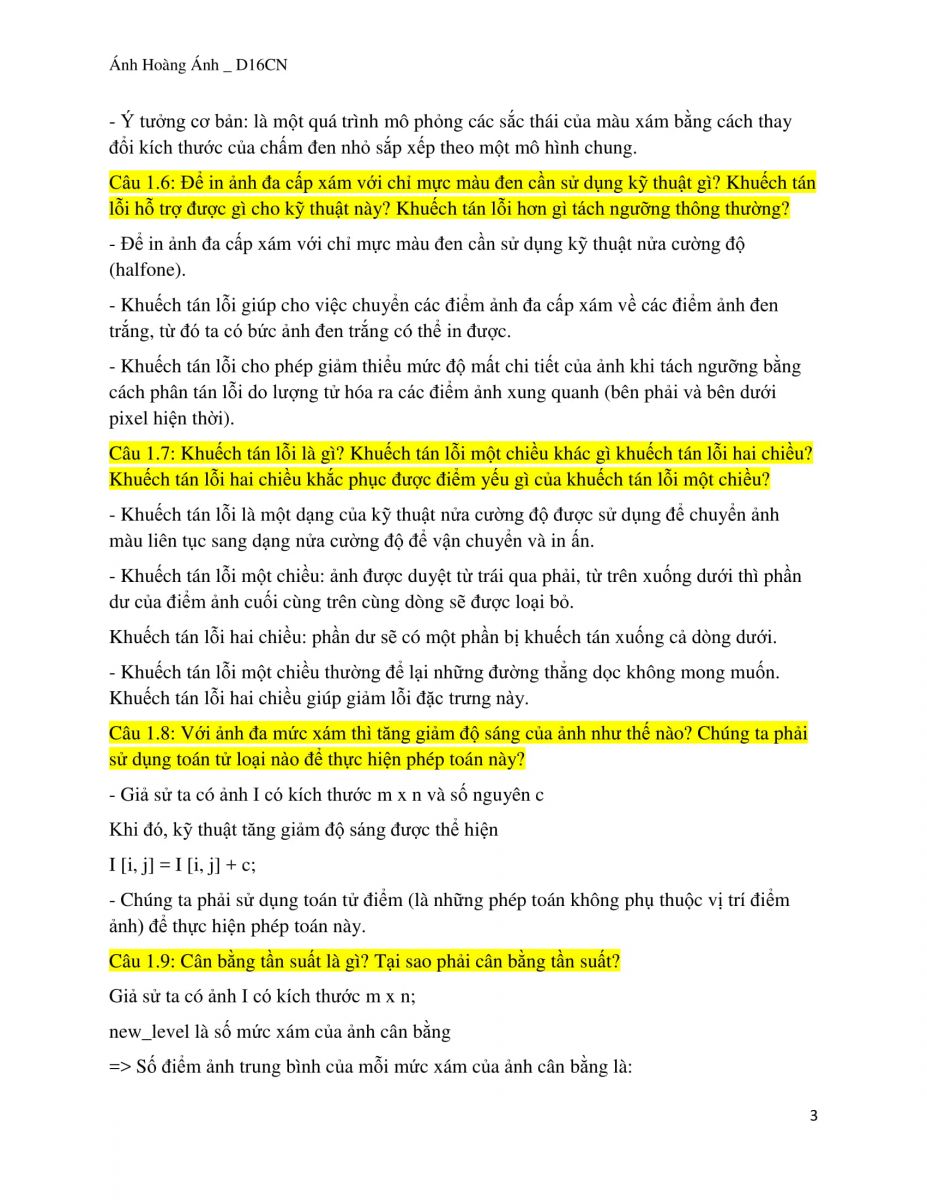 Ánh Hoàng Ánh _ D16CN
- Ý tưởng cơ bản: là một quá trình mô phỏng các sắc thái của màu xám bằng cách thay
đổi kích thước của chấm đen nhỏ sắp xếp theo một mô hình chung.
Câu 1.6: Để in ảnh đa cấp xám với chỉ mực màu đen cần sử dụng kỹ thuật gì? Khuếch tán
lỗi hỗ trợ được gì cho kỹ thuật này? Khuếch tán lỗi hơn gì tách ngưỡng thông thường?
- Để in ảnh đa cấp xám với chỉ mực màu đen cần sử dụng kỹ thuật nửa cường độ
(halfone).
- Khuếch tán lỗi giúp cho việc chuyển các điểm ảnh đa cấp xám về các điểm ảnh đen
trắng, từ đó ta có bức ảnh đen trắng có thể in được.
- Khuếch tán lỗi cho phép giảm thiểu mức độ mất chi tiết của ảnh khi tách ngưỡng bằng
cách phân tán lỗi do lượng tử hóa ra các điểm ảnh xung quanh (bên phải và bên dưới
pixel hiện thời).
Câu 1.7: Khuếch tán lỗi là gì? Khuếch tán lỗi một chiều khác gì khuếch tán lỗi hai chiều?
Khuếch tán lỗi hai chiều khắc phục được điểm yếu gì của khuếch tán lỗi một chiều?
- Khuếch tán lỗi là một dạng của kỹ thuật nửa cường độ được sử dụng để chuyển ảnh
màu liên tục sang dạng nửa cường độ để vận chuyển và in ấn.
- Khuếch tán lỗi một chiều: ảnh được duyệt từ trái qua phải, từ trên xuống dưới thì phần
dư của điểm ảnh cuối cùng trên cùng dòng sẽ được loại bỏ.
Khuếch tán lỗi hai chiều: phần dư sẽ có một phần bị khuếch tán xuống cả dòng dưới.
- Khuếch tán lỗi một chiều thường để lại những đường thẳng dọc không mong muốn.
Khuếch tán lỗi hai chiều giúp giảm lỗi đặc trưng này.
Câu 1.8: Với ảnh đa mức xám thì tăng giảm độ sáng của ảnh như thế nào? Chúng ta phải
sử dụng toán tử loại nào để thực hiện phép toán này?
- Giả sử ta có ảnh I có kích thước m x n và số nguyên c
Khi đó, kỹ thuật tăng giảm độ sáng được thể hiện
I [i, j] = I [i, j] + c;
- Chúng ta phải sử dụng toán tử điểm (là những phép toán không phụ thuộc vị trí điểm
ảnh) để thực hiện phép toán này.
Câu 1.9: Cân bằng tần suất là gì? Tại sao phải cân bằng tần suất?
Giả sử ta có ảnh I có kích thước m x n;
new_level là số mức xám của ảnh cân bằng
=> Số điểm ảnh trung bình của mỗi mức xám của ảnh cân bằng là:
3